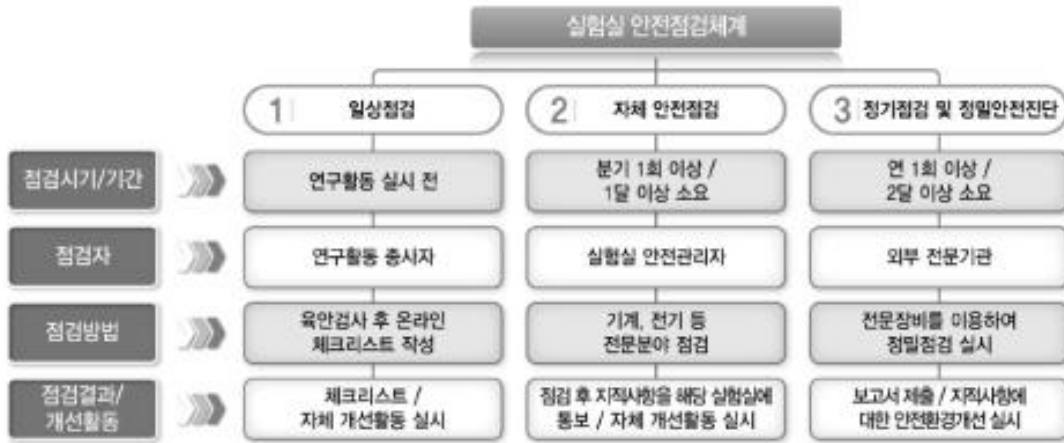 실험실 안전점검체계
1 일상점검
2 자체 안전점검
3 정기점검 및 정밀안전진단
점검시기/기간
연구활동 실시 전
분기 1회 이상 /
1달 이상 소요
연 1회 이상 /
2달 이상 소요
점검자
연구활동 종사자
실험실 안전관리자
외부 전문기관
점검방법
육안검사 후 온라인
체크리스트 작성
기계, 전기 등
전문분야 점검
전문장비를 이용하여
정밀점검 실시
점검결과/
개선활동
체크리스트 /
자체 개선활동 실시
점검 후 지적사항을 해당 실험실에
통보 / 자체 개선활동 실시
보고서 제출 / 지적사항에
대한 안전환경개선 실시